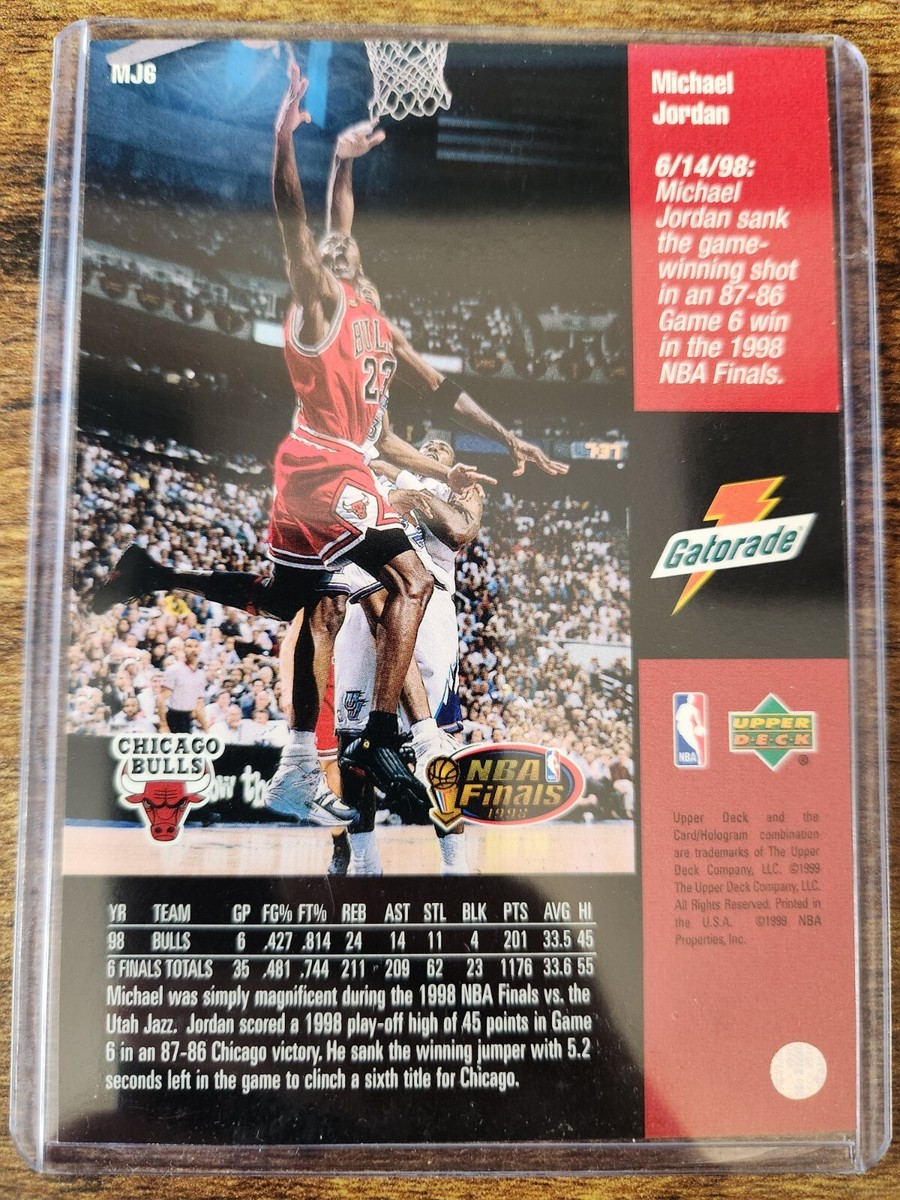 MJ6
Michael
Jordan
6/14/98:
Michael
Jordan sank
the game-
winning shot
in an 87-86
Game 6 win
in the 1998
NBA Finals.
BULL
23
Gatorade®
NBA
UPPER
DECK
®
CHICAGO
BULLS
NBA
Finals
1998
Upper Deck and the
Card/Hologram combination
are trademarks of The Upper
Deck Company, LLC. ©1999
The Upper Deck Company, LLC.
All Rights Reserved. Printed in
the U.S.A. ©1999 NBA
Properties, Inc.
YR TEAM GP FG% FT% REB AST STL BLK PTS AVG HI
98 BULLS 6 .427 .814 24 14 11 4 201 33.5 45
6 FINALS TOTALS 35 .481 .744 211 209 62 23 1176 33.6 55
Michael was simply magnificent during the 1998 NBA Finals vs. the
Utah Jazz. Jordan scored a 1998 play-off high of 45 points in Game
6 in an 87-86 Chicago victory. He sank the winning jumper with 5.2
seconds left in the game to clinch a sixth title for Chicago.